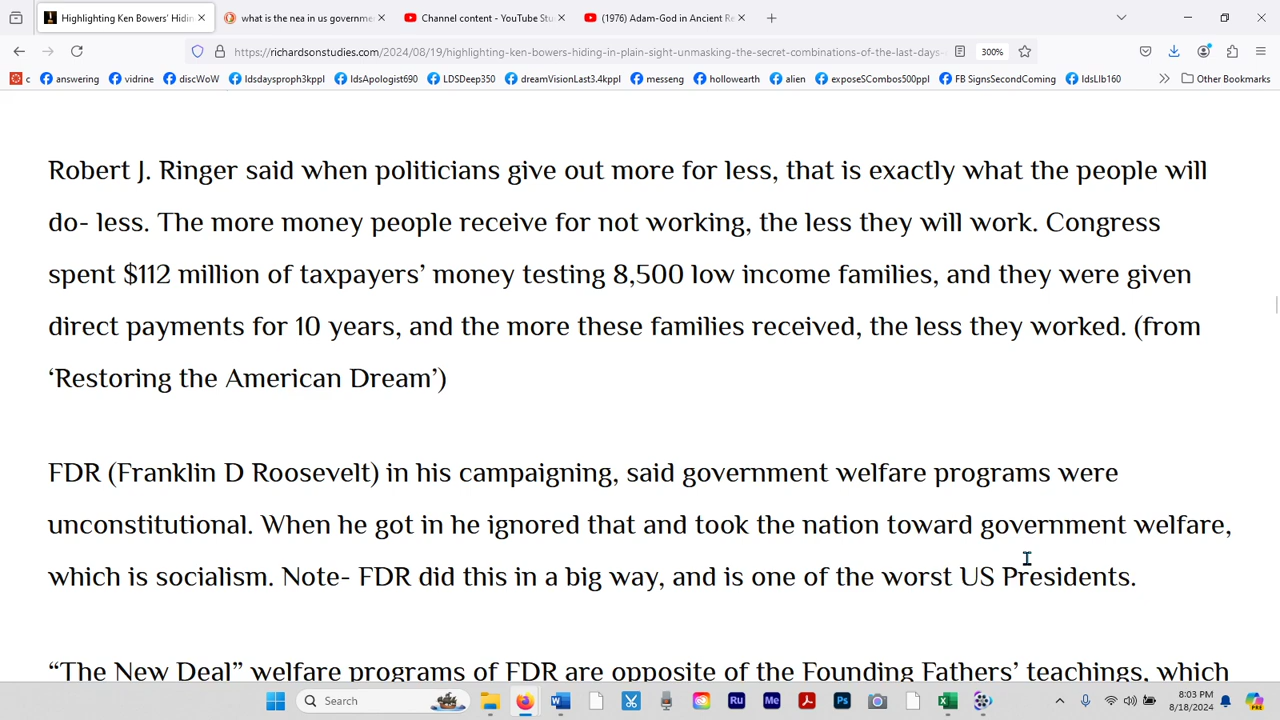 Highlighting Ken Bowers' Hidin
what is the nea in us governme
Channel content - YouTube Stu
(1976) Adam-God in Ancient Re
https://richardsonstudies.com/2024/08/19/highlighting-ken-bowers-hiding-in-plain-sight-unmasking-the-secret-combinations-of-the-last-days-
300%
c answering vidrine discWoW ldsdaysproph3kppl ldsApologist690 LDSDeep350 dreamVisionLast3.4kppl messeng hollowearth alien exposeSCombos500ppl FB SignsSecondComing ldsLIb160 Other Bookmarks
Robert J. Ringer said when politicians give out more for less, that is exactly what the people will
do- less. The more money people receive for not working, the less they will work. Congress
spent $112 million of taxpayers’ money testing 8,500 low income families, and they were given
direct payments for 10 years, and the more these families received, the less they worked. (from
‘Restoring the American Dream’)
FDR (Franklin D Roosevelt) in his campaigning, said government welfare programs were
unconstitutional. When he got in he ignored that and took the nation toward government welfare,
which is socialism. Note- FDR did this in a big way, and is one of the worst US Presidents.
“The New Deal” welfare programs of FDR are opposite of the Founding Fathers’ teachings, which
Search
Ru
Me
Ps
8:03 PM
8/18/2024